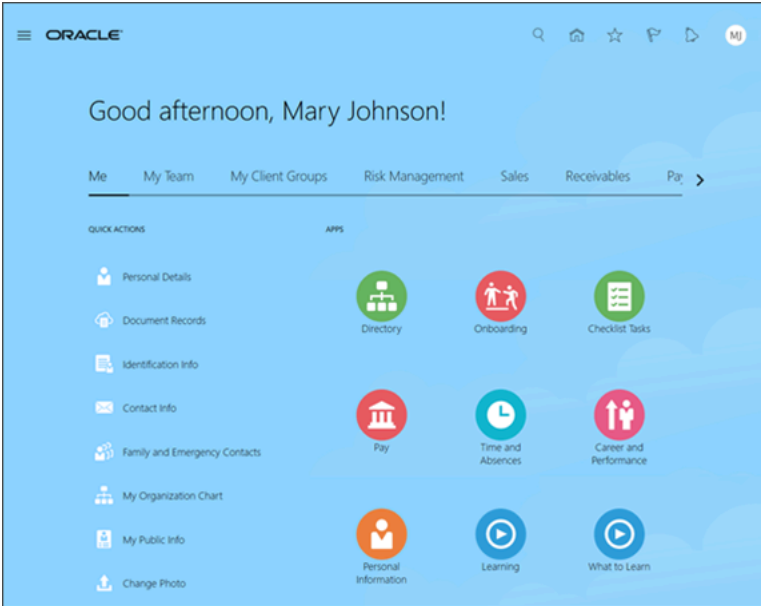 ORACLE
MJ
Good afternoon, Mary Johnson!
Me My Team My Client Groups Risk Management Sales Receivables
QUICK ACTIONS
Personal Details
Document Records
Identification Info
Contact Info
Family and Emergency Contacts
My Organization Chart
My Public Info
Change Photo
APPS
Directory
Onboarding
Checklist Tasks
Pay
Time and
Absences
Career and
Performance
Personal
Information
Learning
What to Learn